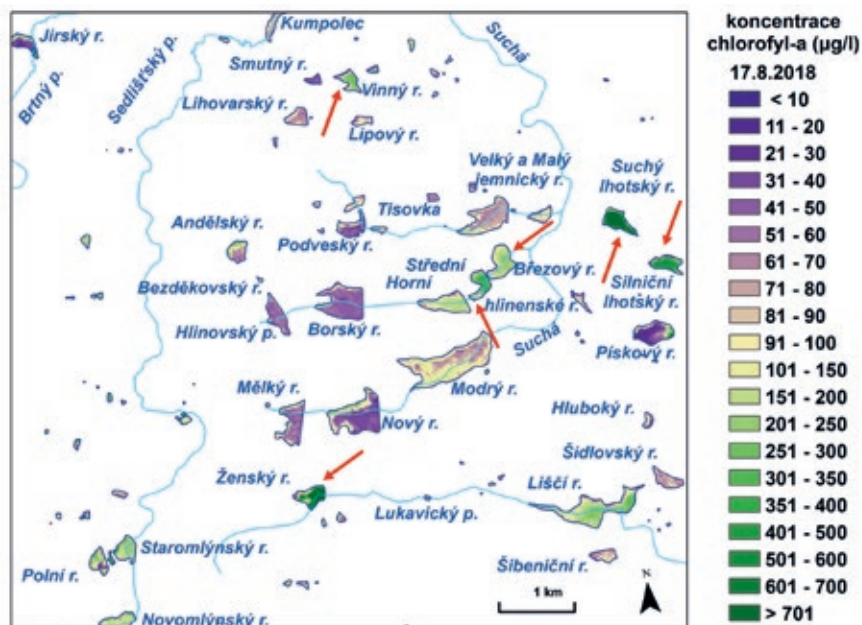 Kumpolec
Jírský r.
Brtný p.
Sedlišťský p.
Suchá
Smutný r.
Vinný r.
Lihovarský r.
Lipový r.
Velký a Malý
jemnický r.
Suchý
lhotský r.
Tisovka
Andělský r.
Podveský r.
Střední
Březový r.
Bezděkovský r.
Horní
hlinenské r.
Silniční
lhotský r.
Hlinovský p.
Borský r.
Suchá
Pískový r.
Mělký r.
Modrý r.
Nový r.
Hluboký r.
Šídlovský r.
Ženský r.
Liščí r.
Lukavický p.
Staromlýnský r.
Polní r.
Šibeniční r.
Novomlýnský r.
1 km
N
koncentrace
chlorofyl-a (µg/l)
17.8.2018
< 10
11 - 20
21 - 30
31 - 40
41 - 50
51 - 60
61 - 70
71 - 80
81 - 90
91 - 100
101 - 150
151 - 200
201 - 250
251 - 300
301 - 350
351 - 400
401 - 500
501 - 600
601 - 700
> 701